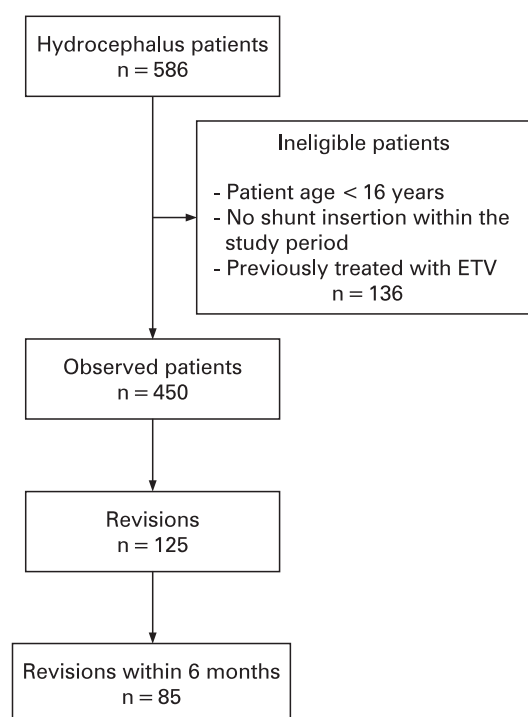 Hydrocephalus patients
n = 586
Ineligible patients
- Patient age < 16 years
- No shunt insertion within the
study period
- Previously treated with ETV
n = 136
Observed patients
n = 450
Revisions
n = 125
Revisions within 6 months
n = 85